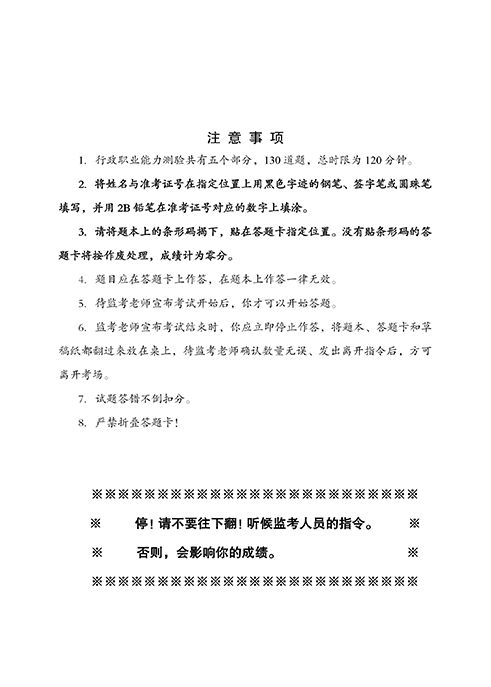 注 意 事 项
1. 行政职业能力测验共有五个部分，130 道题，总时限为 120 分钟。
2. 将姓名与准考证号在指定位置上用黑色字迹的钢笔、签字笔或圆珠笔
填写，并用 2B 铅笔在准考证号对应的数字上填涂。
3. 请将题本上的条形码揭下，贴在答题卡指定位置。没有贴条形码的答
题卡将按作废处理，成绩计为零分。
4. 题目应在答题卡上作答，在题本上作答一律无效。
5. 待监考老师宣布考试开始后，你才可以开始答题。
6. 监考老师宣布考试结束时，你应立即停止作答，将题本、答题卡和草
稿纸都翻过来放在桌上，待监考老师确认数量无误、发出离开指令后，方可
离开考场。
7. 试题答错不倒扣分。
8. 严禁折叠答题卡！
※※※※※※※※※※※※※※※※※※※※※※※※※
※ 停！请不要往下翻！听候监考人员的指令。 ※
※ 否则，会影响你的成绩。 ※
※※※※※※※※※※※※※※※※※※※※※※※※※